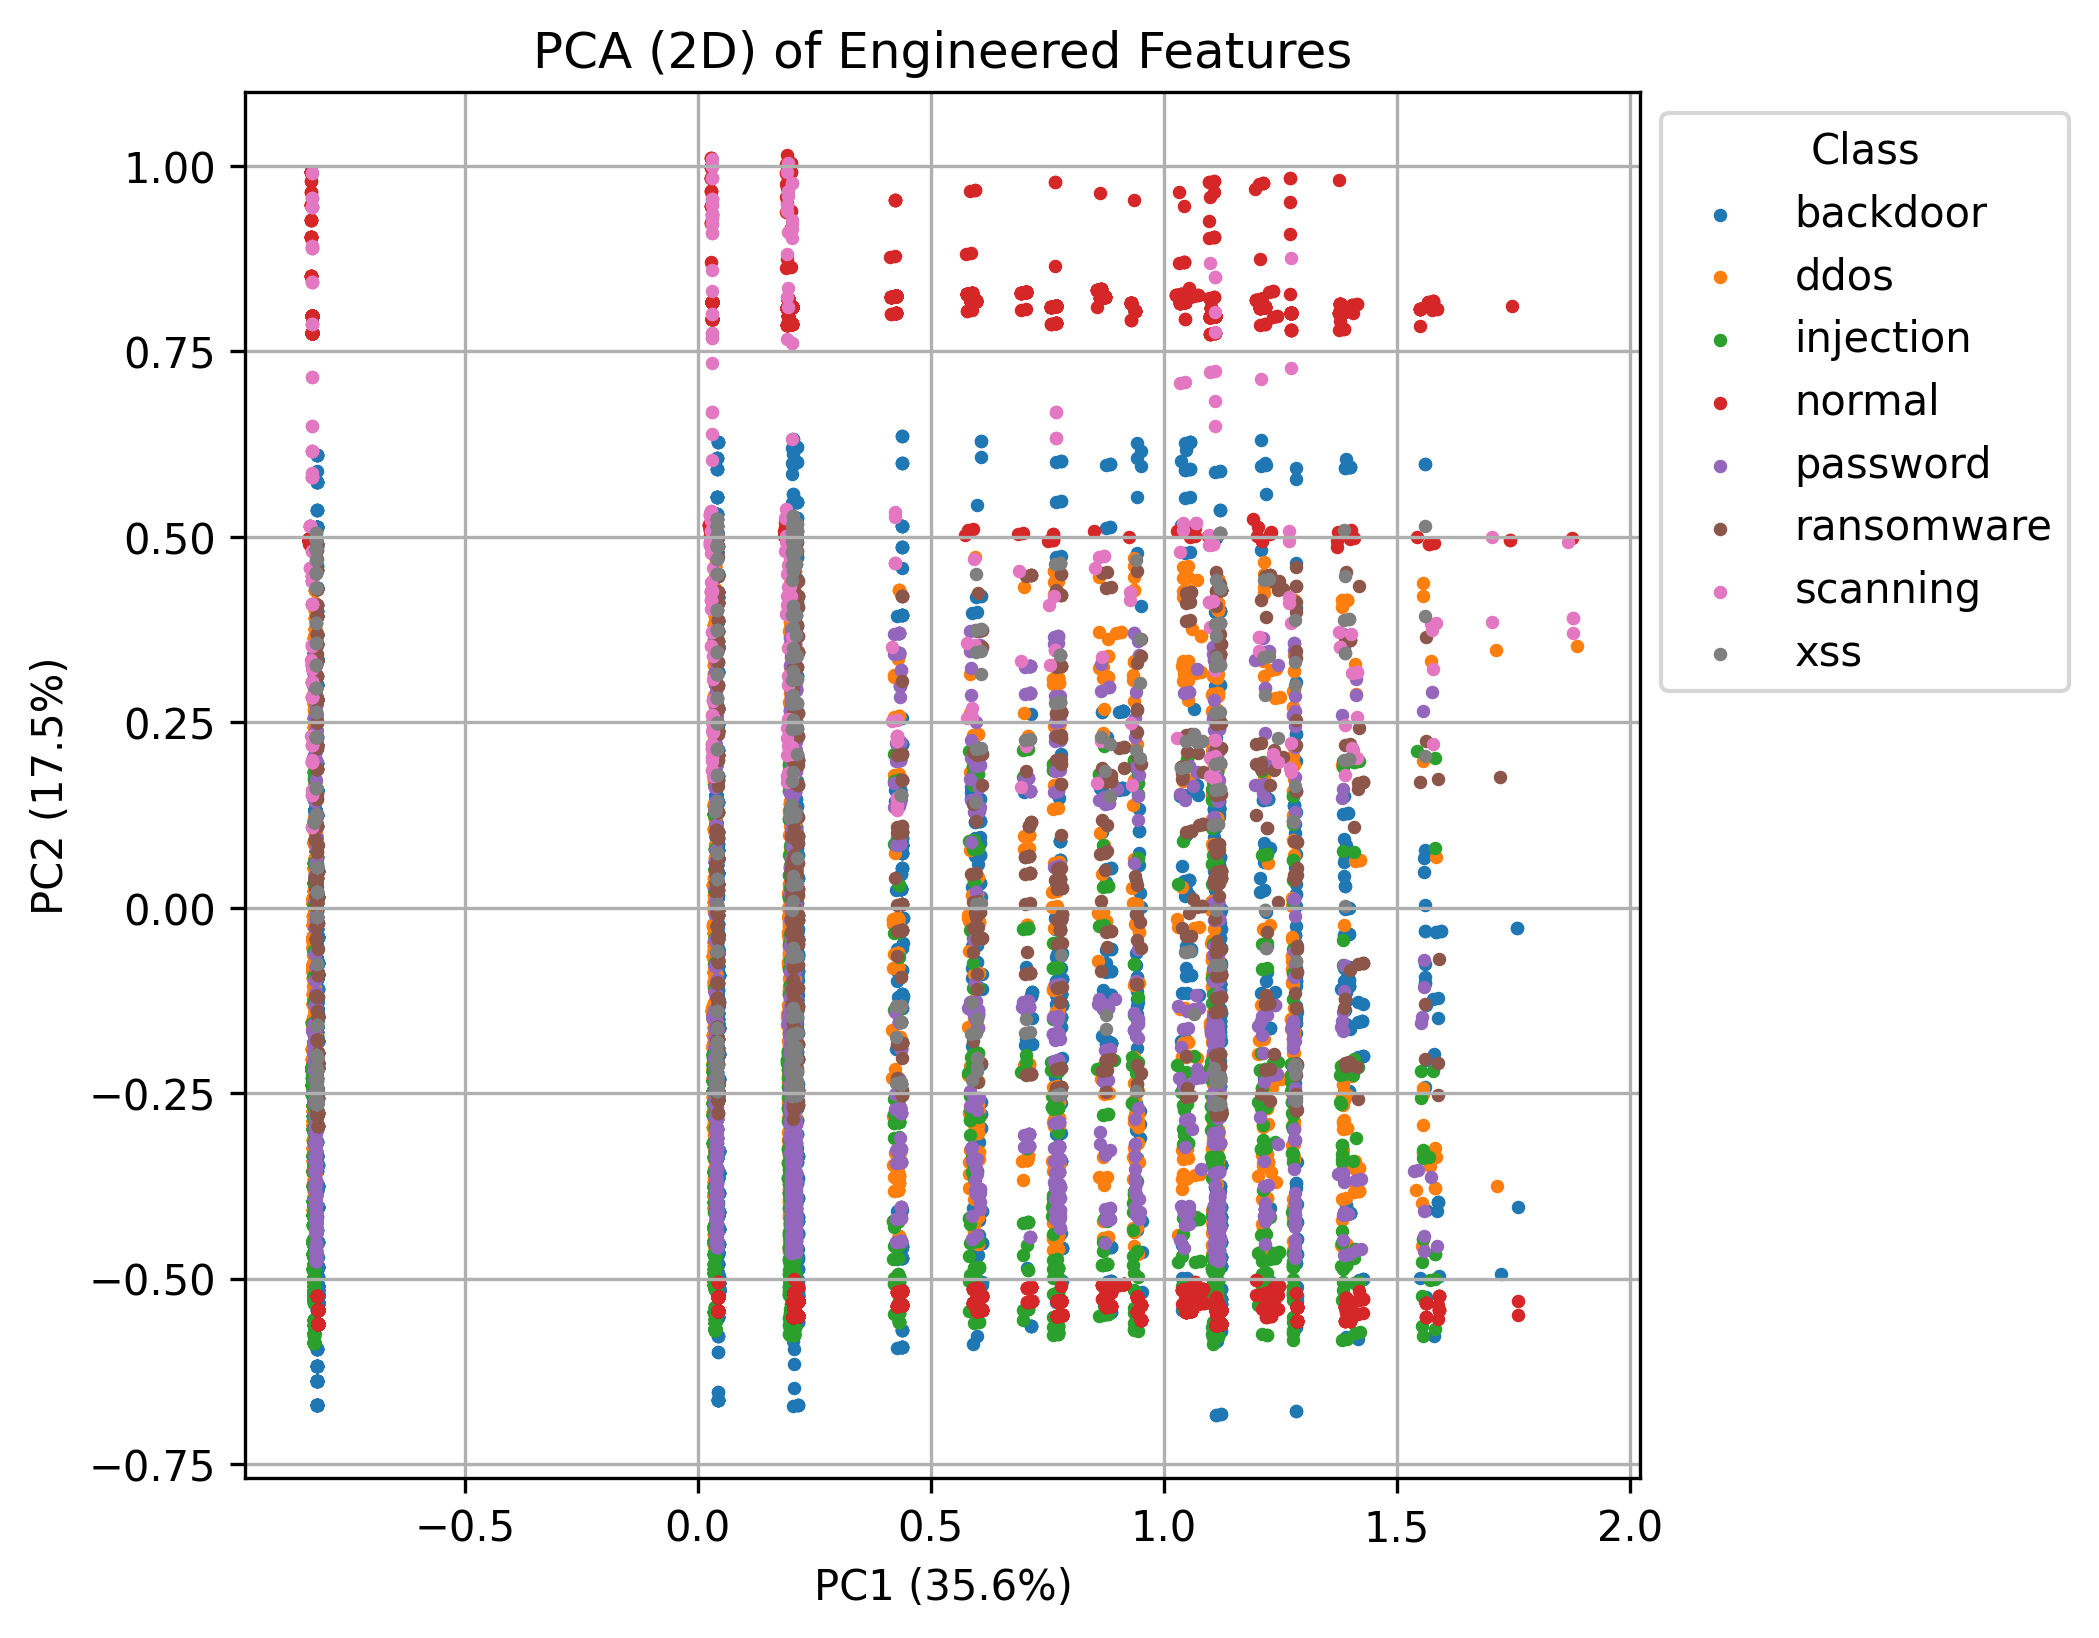 PCA (2D) of Engineered Features
1.00
0.75
0.50
0.25
0.00
−0.25
−0.50
−0.75
PC2 (17.5%)
−0.5
0.0
0.5
1.0
1.5
2.0
PC1 (35.6%)
Class
backdoor
ddos
injection
normal
password
ransomware
scanning
xss